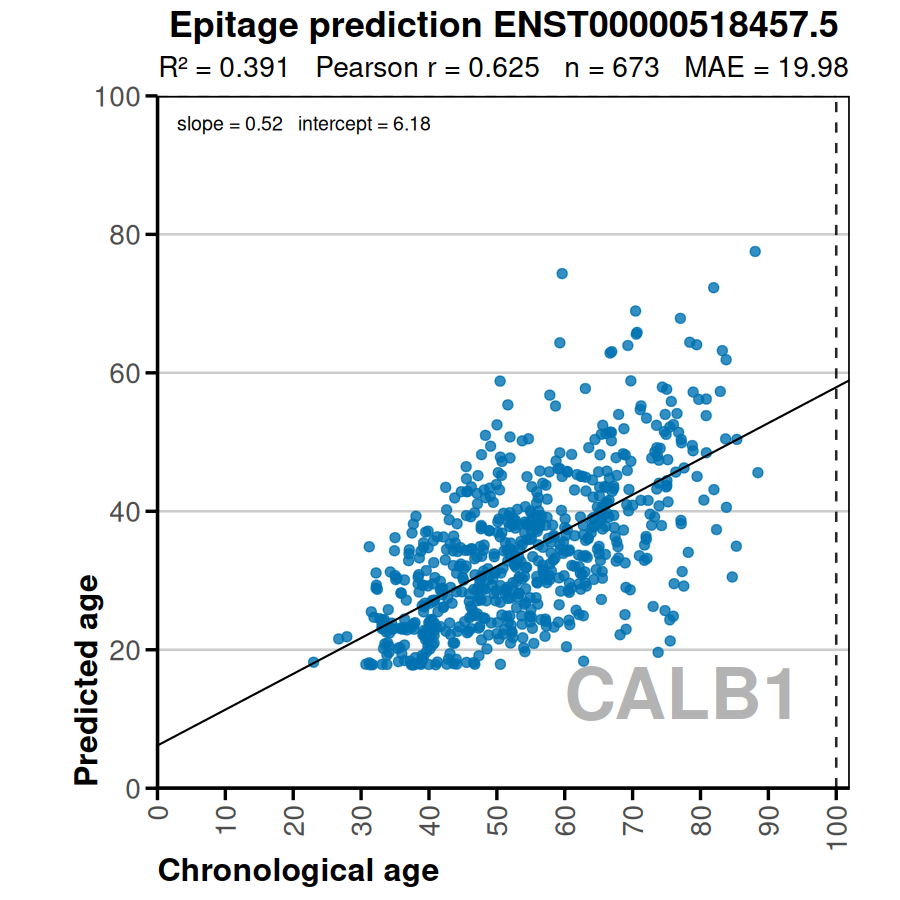 Epitage prediction ENST00000518457.5
R² = 0.391 Pearson r = 0.625 n = 673 MAE = 19.98
slope = 0.52 intercept = 6.18
100
80
60
40
20
0
Predicted age
CALB1
0 10 20 30 40 50 60 70 80 90 100
Chronological age